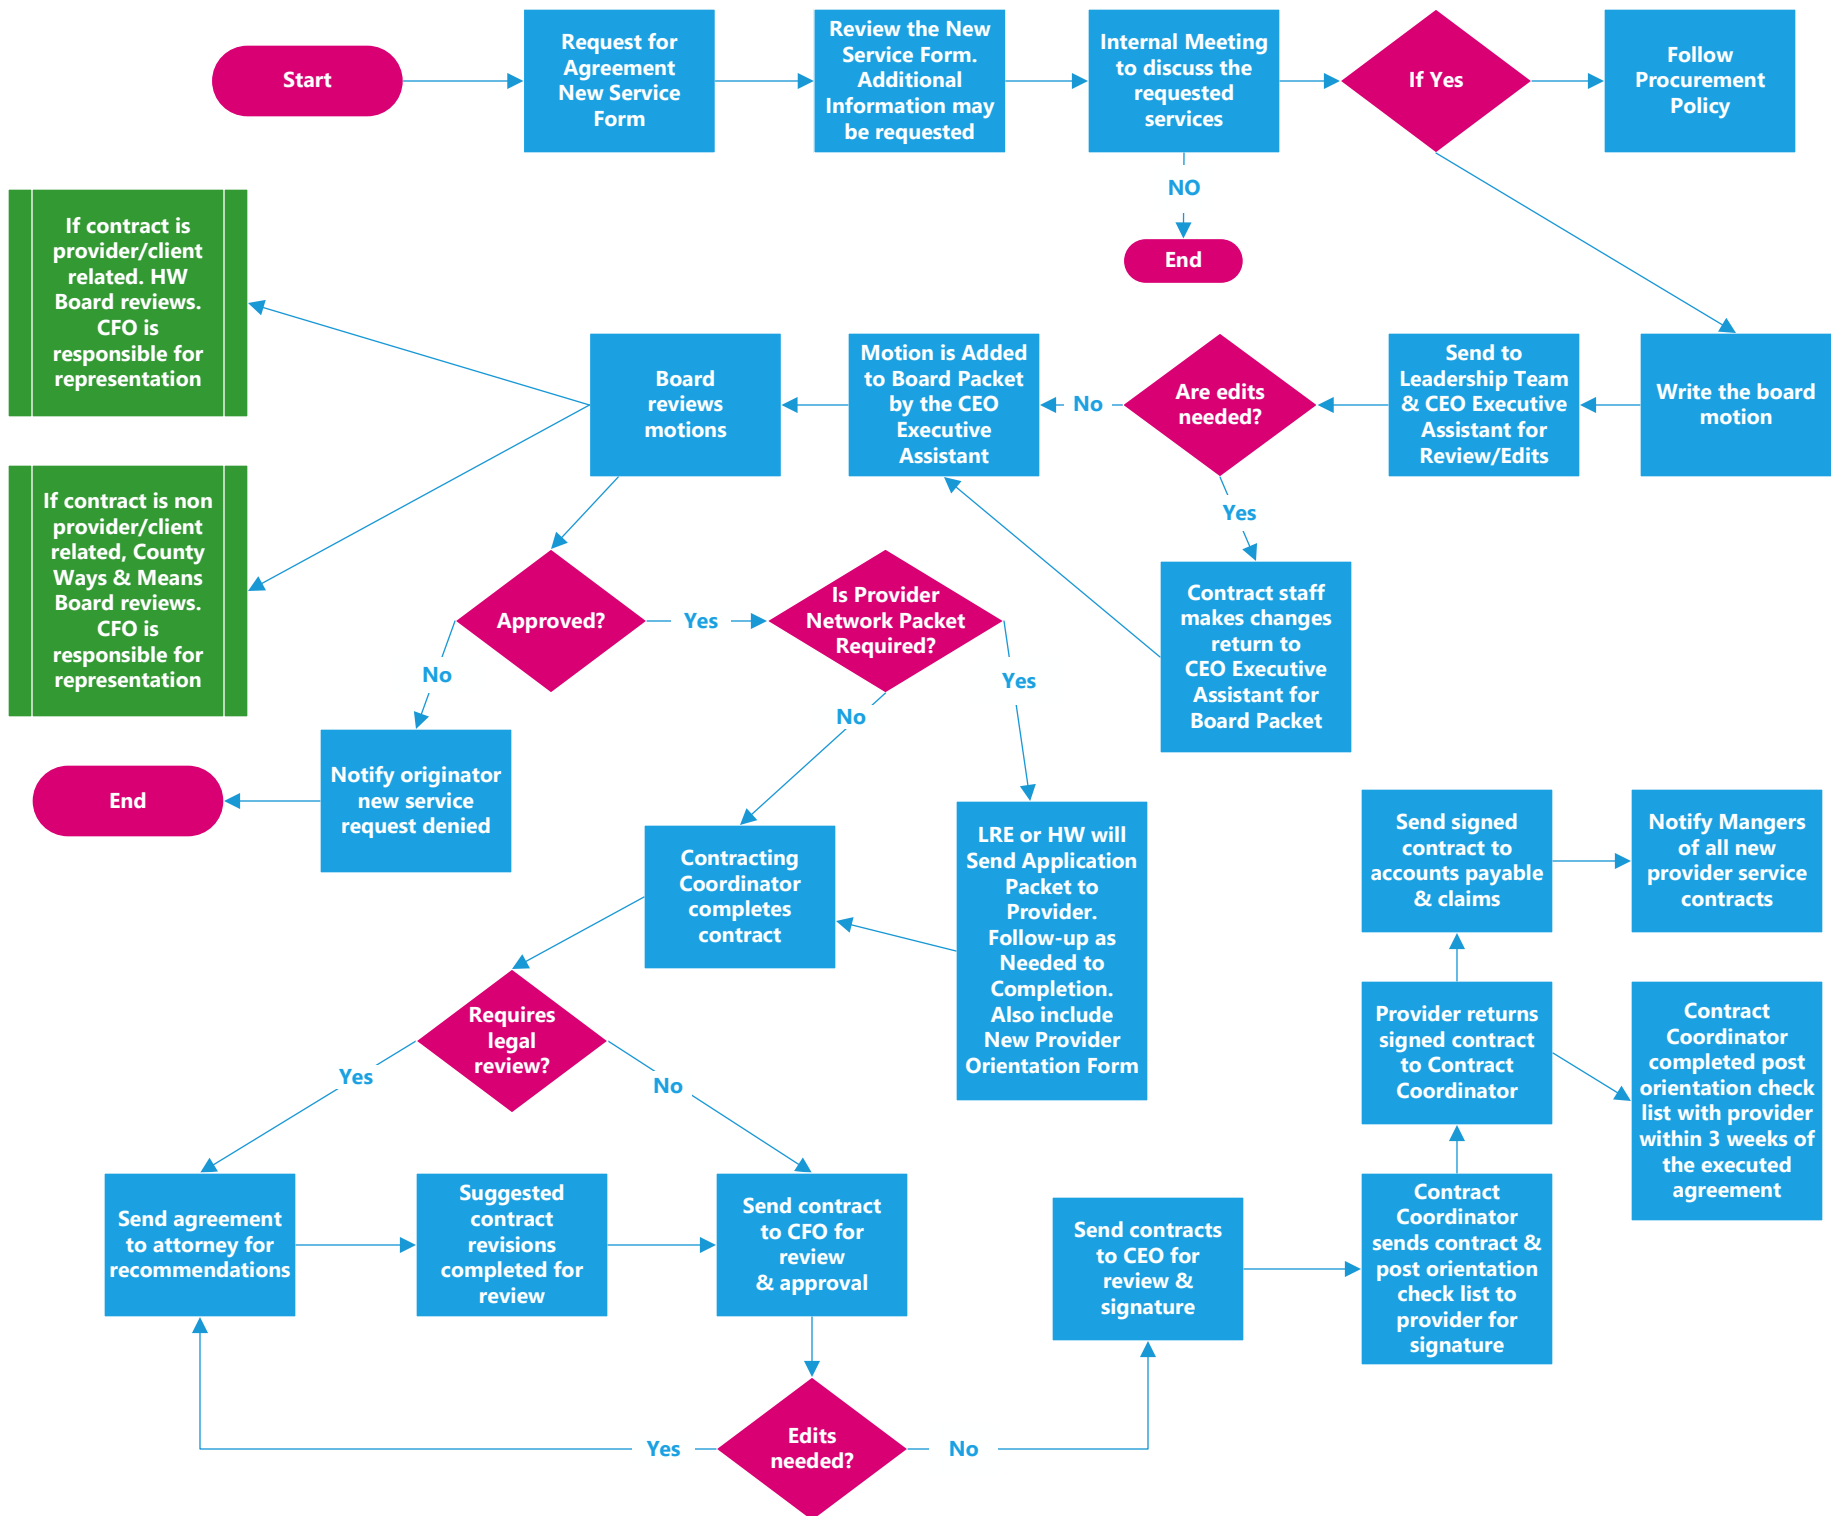 Start
Request for
Agreement
New Service
Form
Review the New
Service Form.
Additional
Information may
be requested
Internal Meeting
to discuss the
requested
services
If Yes
Follow
Procurement
Policy
NO
End
If contract is
provider/client
related. HW
Board reviews.
CFO is
responsible for
representation
Board
reviews
motions
Motion is Added
to Board Packet
by the CEO
Executive
Assistant
No
Are edits
needed?
Send to
Leadership Team
& CEO Executive
Assistant for
Review/Edits
Write the board
motion
If contract is non
provider/client
related, County
Ways & Means
Board reviews.
CFO is
responsible for
representation
Yes
Contract staff
makes changes
return to
CEO Executive
Assistant for
Board Packet
Approved?
Yes
Is Provider
Network Packet
Required?
No
Yes
No
Notify originator
new service
request denied
End
Contracting
Coordinator
completes
contract
LRE or HW will
Send Application
Packet to
Provider.
Follow-up as
Needed to
Completion.
Also include
New Provider
Orientation Form
Send signed
contract to
accounts payable
& claims
Notify Mangers
of all new
provider service
contracts
Requires
legal
review?
Yes
No
Provider returns
signed contract
to Contract
Coordinator
Contract
Coordinator
completed post
orientation check
list with provider
within 3 weeks of
the executed
agreement
Send agreement
to attorney for
recommendations
Suggested
contract
revisions
completed for
review
Send contract
to CFO for
review
& approval
Send contracts
to CEO for
review &
signature
Contract
Coordinator
sends contract &
post orientation
check list to
provider for
signature
Yes
Edits
needed?
No